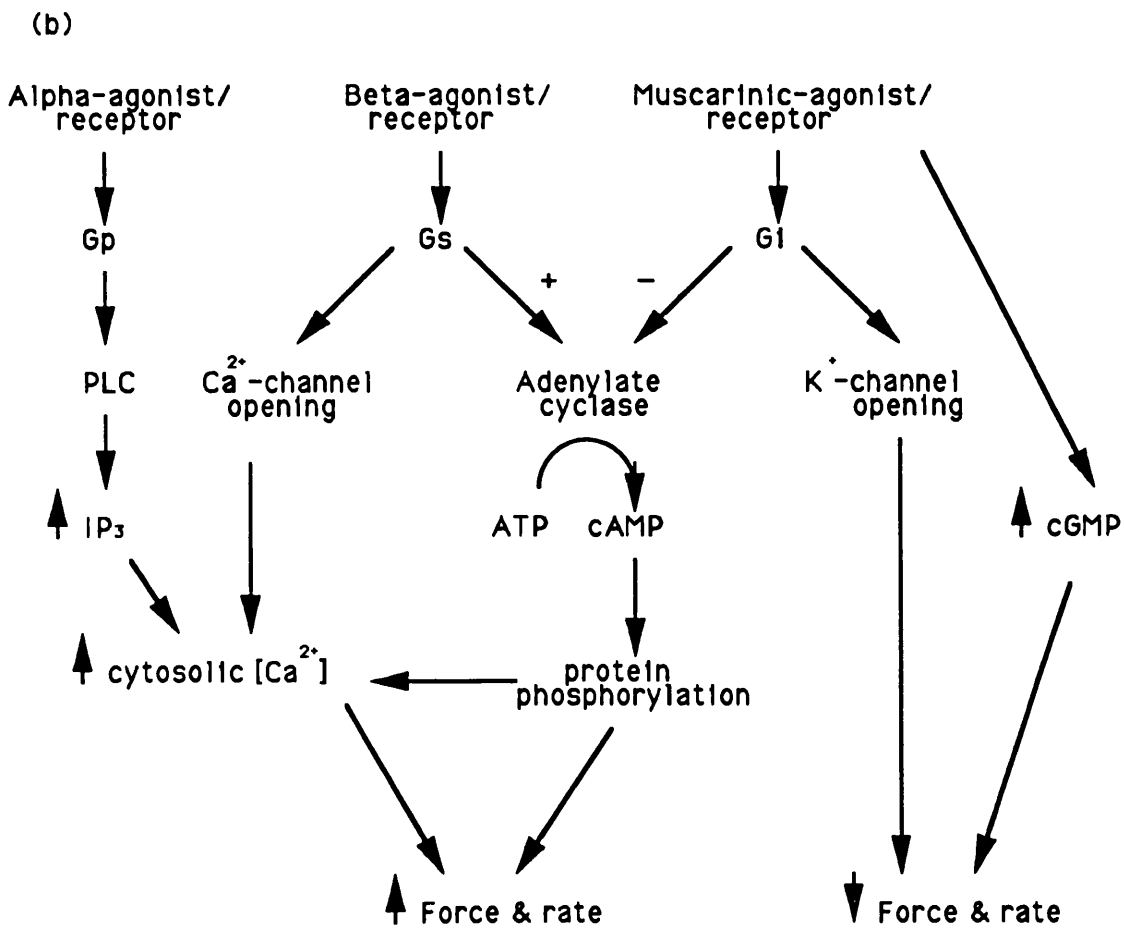 (b)
Alpha-agonist/
receptor
Beta-agonist/
receptor
Muscarinic-agonist/
receptor
Gp
Gs
Gi
+
−
PLC
Ca²⁺-channel
opening
Adenylate
cyclase
K⁺-channel
opening
IP₃
ATP
cAMP
cGMP
cytosolic [Ca²⁺]
protein
phosphorylation
Force & rate
Force & rate